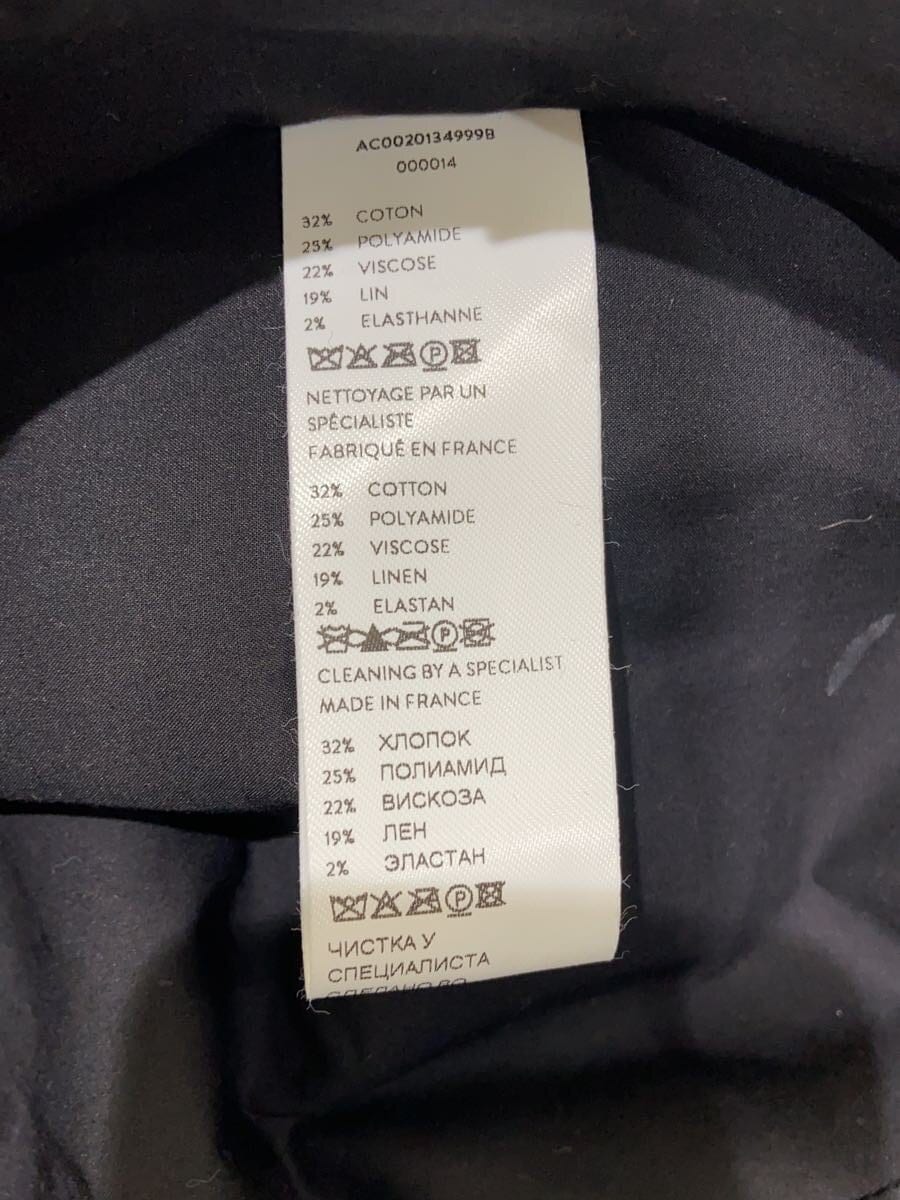 AC0020134999B
000014
32% COTON
25% POLYAMIDE
22% VISCOSE
19% LIN
2% ELASTHANNE
P
NETTOYAGE PAR UN
SPÉCIALISTE
FABRIQUÉ EN FRANCE
32% COTTON
25% POLYAMIDE
22% VISCOSE
19% LINEN
2% ELASTAN
P
CLEANING BY A SPECIALIST
MADE IN FRANCE
32% ХЛОПОК
25% ПОЛИАМИД
22% ВИСКОЗА
19% ЛЕН
2% ЭЛАСТАН
P
ЧИСТКА У
СПЕЦИАЛИСТА